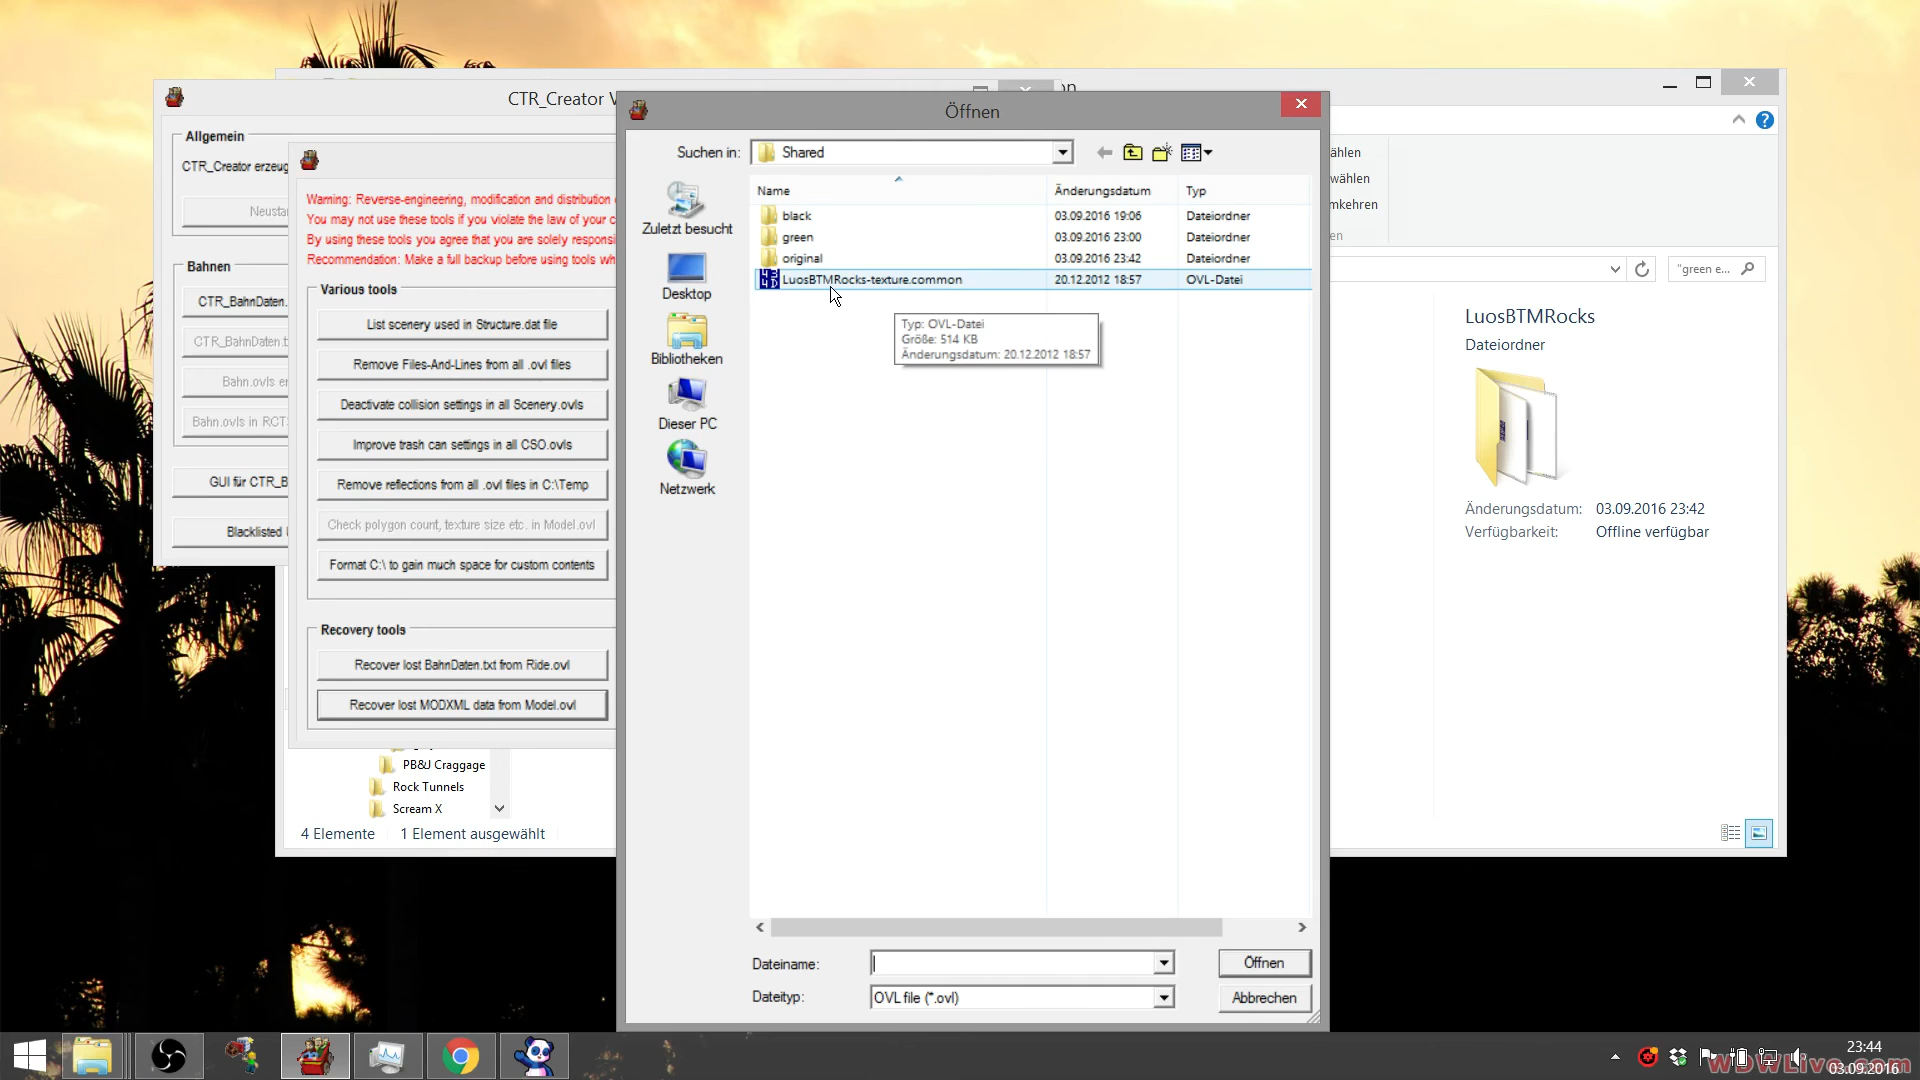 CTR_Creator V
on
Öffnen
Allgemein
CTR_Creator erzeug
Neustar
Bahnen
CTR_BahnDaten.
CTR_BahnDaten.t
Bahn.ovls er
Bahn.ovls in RCT
GUI für CTR_B
Blacklisted
Warning: Reverse-engineering, modification and distribution
You may not use these tools if you violate the law of your c
By using these tools you agree that you are solely responsi
Recommendation: Make a full backup before using tools wh
Various tools
List scenery used in Structure.dat file
Remove Files-And-Lines from all .ovl files
Deactivate collision settings in all Scenery.ovls
Improve trash can settings in all CSO.ovls
Remove reflections from all .ovl files in C:\Temp
Check polygon count, texture size etc. in Model.ovl
Format C:\ to gain much space for custom contents
Recovery tools
Recover lost BahnDaten.txt from Ride.ovl
Recover lost MODXML data from Model.ovl
PB&J Craggage
Rock Tunnels
Scream X
4 Elemente 1 Element ausgewählt
Suchen in: Shared
Zuletzt besucht
Desktop
Bibliotheken
Dieser PC
Netzwerk
Name Änderungsdatum Typ
black 03.09.2016 19:06 Dateiordner
green 03.09.2016 23:00 Dateiordner
original 03.09.2016 23:42 Dateiordner
LuosBTMRocks-texture.common 20.12.2012 18:57 OVL-Datei
Typ: OVL-Datei
Größe: 514 KB
Änderungsdatum: 20.12.2012 18:57
Dateiname: Öffnen
Dateityp: OVL file (*.ovl) Abbrechen
ählen
wählen
mkehren
en
"green e...
LuosBTMRocks
Dateiordner
Änderungsdatum: 03.09.2016 23:42
Verfügbarkeit: Offline verfügbar
23:44
03.09.2016
WDWLive.com